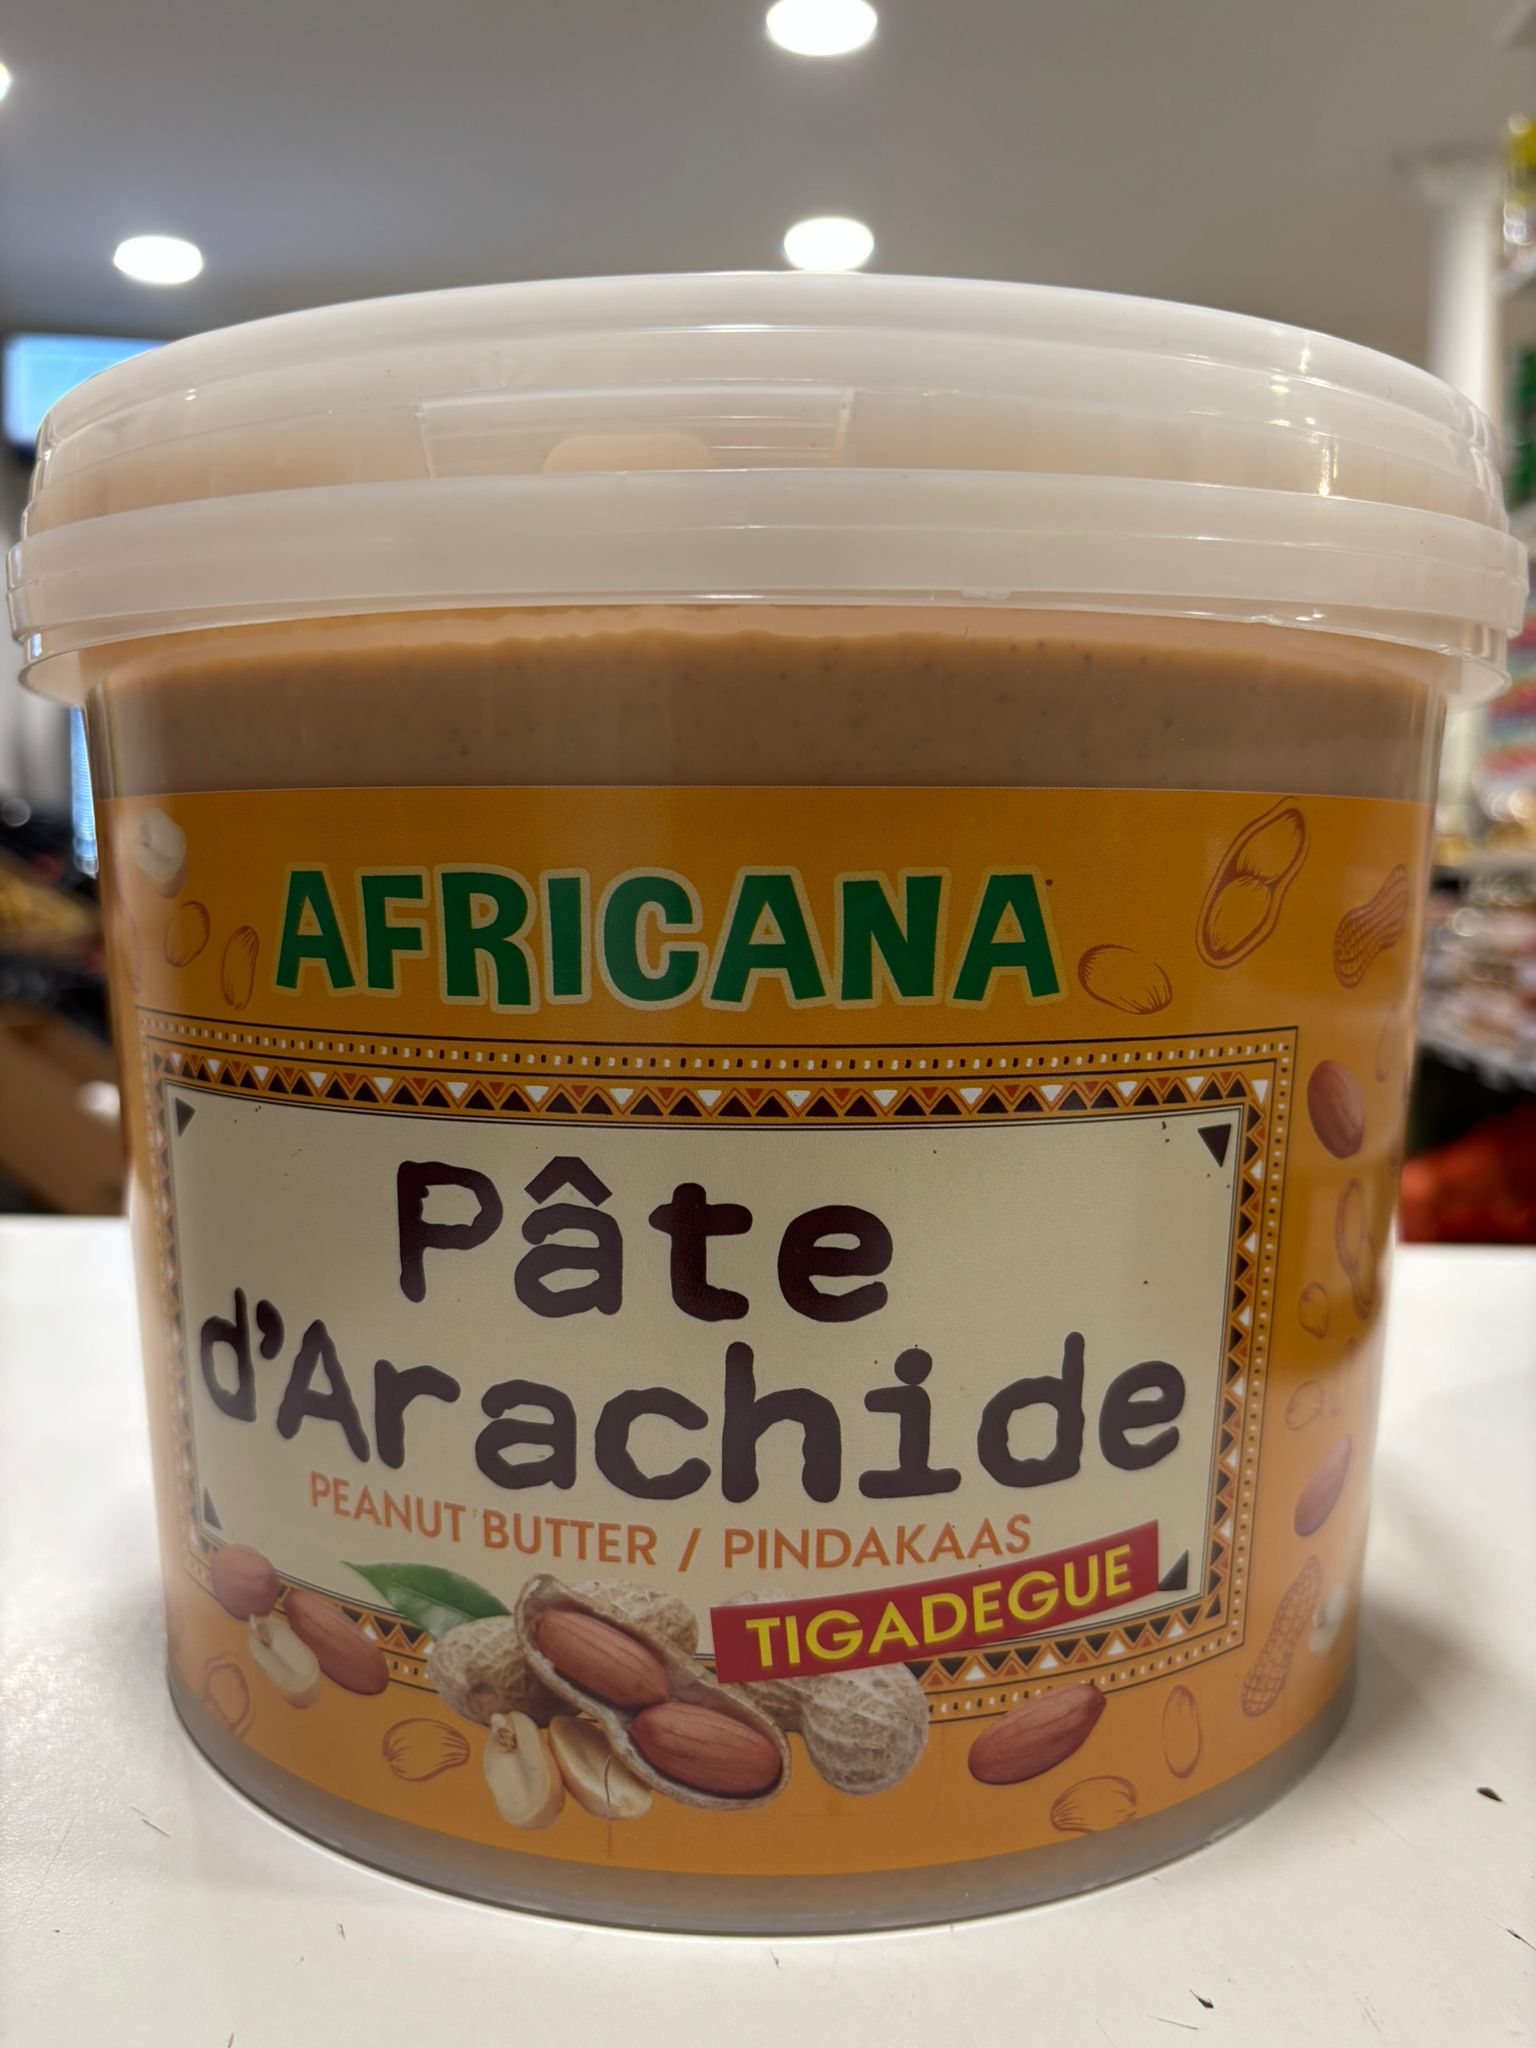 AFRICANA
Pâte
d'Arachide
PEANUT BUTTER / PINDAKAAS
TIGADEGUE